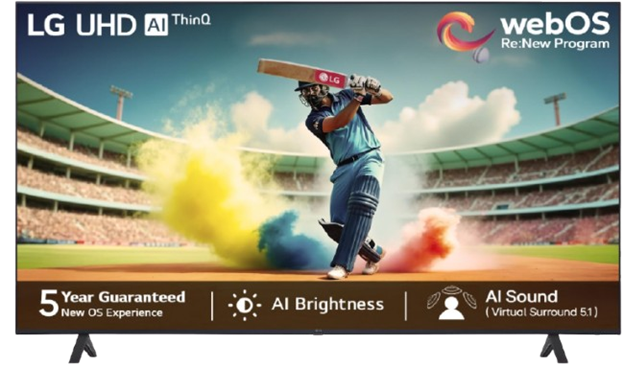 LG UHD AI ThinQ
webOS
Re:New Program
LG
5 Year Guaranteed
New OS Experience
AI Brightness
AI Sound
(Virtual Surround 5.1)